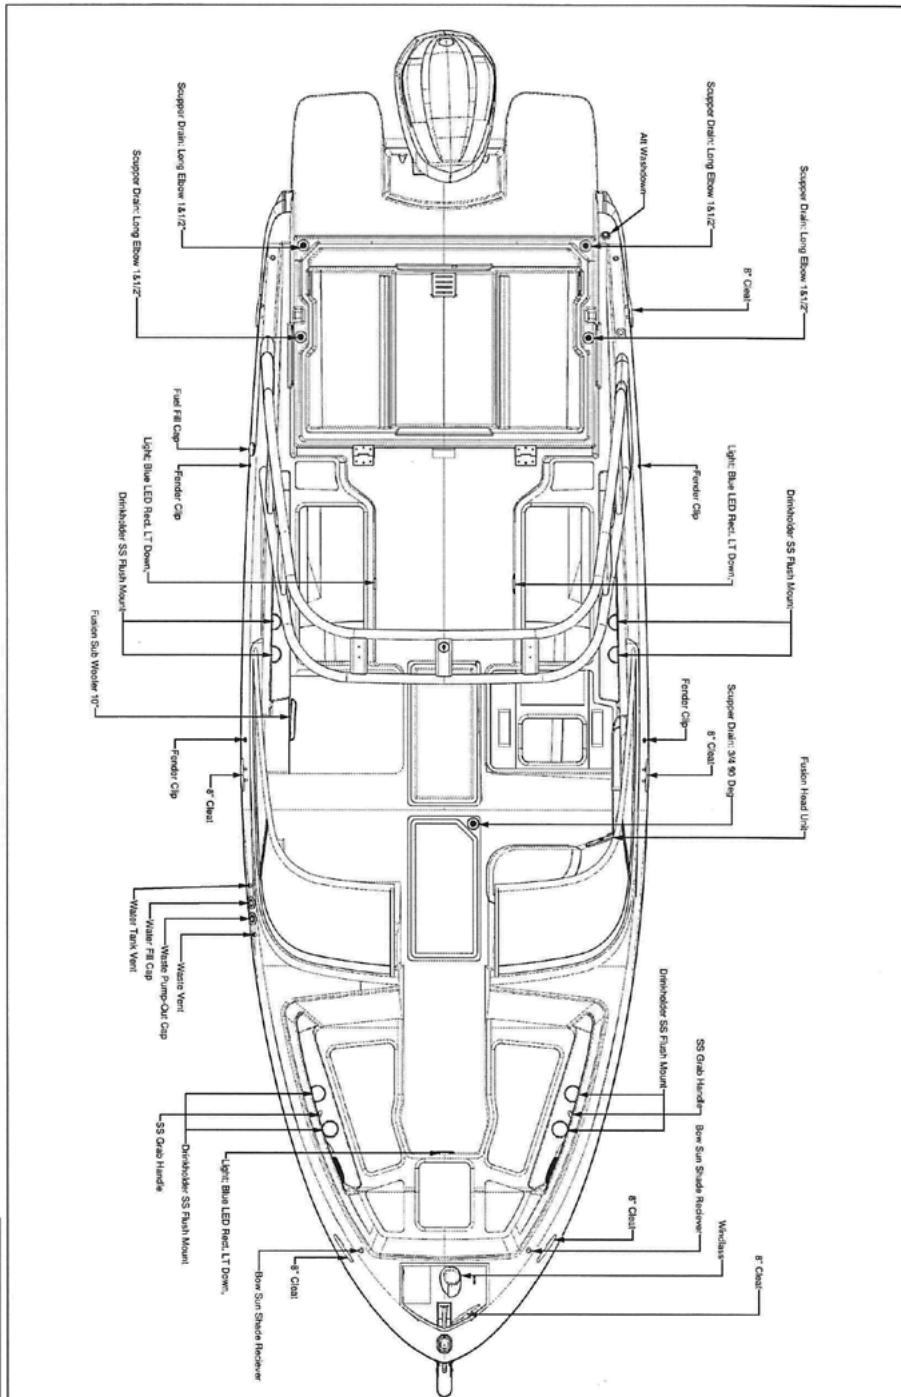 Scupper Drain: Long Elbow 1&1/2"
Scupper Drain: Long Elbow 1&1/2"
Aft Washdown
8" Cleat
Fender Clip
Light; Blue LED Rect. LT Down,
Drinkholder SS Flush Mount
Fender Clip
8" Cleat
Scupper Drain: 3/4 90 Deg
Fusion Head Unit
Drinkholder SS Flush Mount
SS Grab Handle
Bow Sun Shade Reciever
8" Cleat
Windlass
8" Cleat
Scupper Drain: Long Elbow 1&1/2"
Scupper Drain: Long Elbow 1&1/2"
Fuel Fill Cap
Fender Clip
Light; Blue LED Rect. LT Down,
Drinkholder SS Flush Mount
Fusion Sub Woofer 10"
Fender Clip
8" Cleat
Water Tank Vent
Water Fill Cap
Waste Pump-Out Cap
Waste Vent
SS Grab Handle
Drinkholder SS Flush Mount
Light; Blue LED Rect. LT Down,
Bow Sun Shade Reciever
8" Cleat